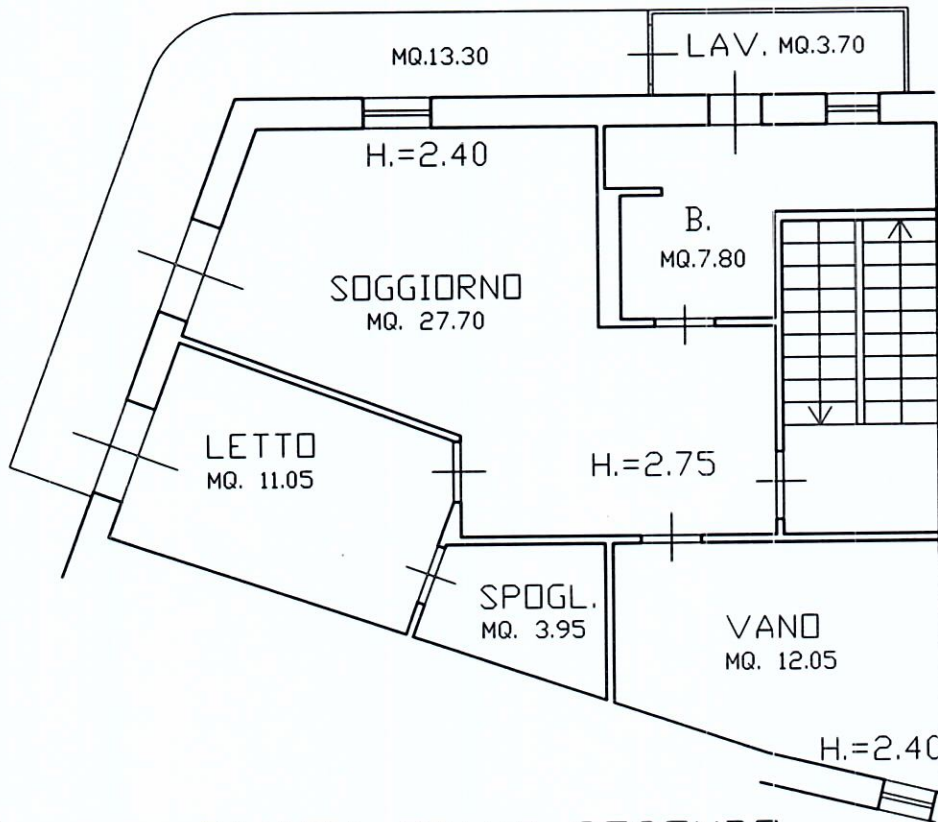 MQ.13.30
LAV. MQ.3.70
H.=2.40
B.
MQ.7.80
SOGGIORNO
MQ. 27.70
LETTO
MQ. 11.05
H.=2.75
SPOGL.
MQ. 3.95
VANO
MQ. 12.05
H.=2.40